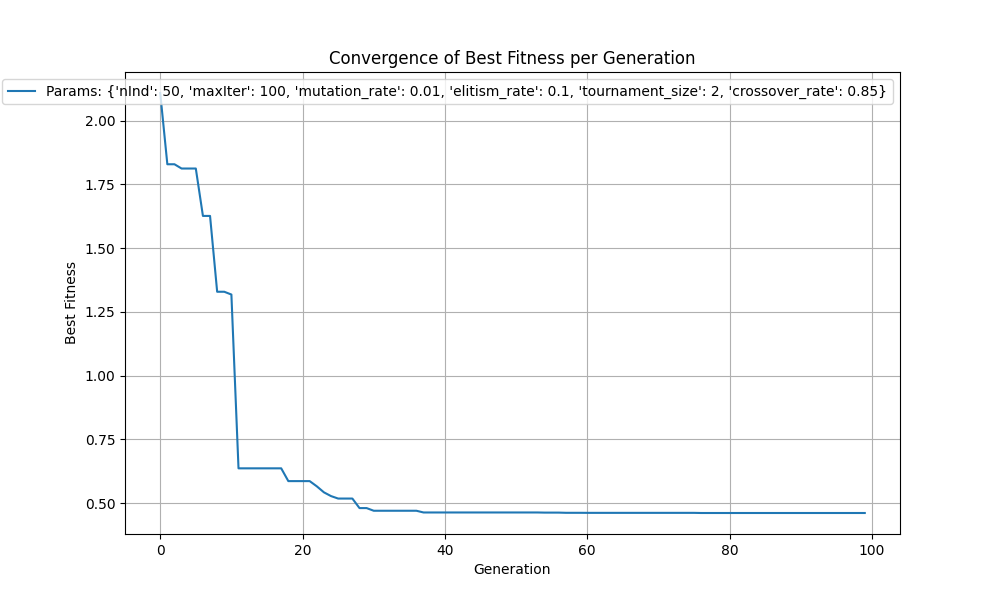 Convergence of Best Fitness per Generation
Params: {'nInd': 50, 'maxIter': 100, 'mutation_rate': 0.01, 'elitism_rate': 0.1, 'tournament_size': 2, 'crossover_rate': 0.85}
2.00
1.75
1.50
1.25
1.00
0.75
0.50
Best Fitness
0 20 40 60 80 100
Generation